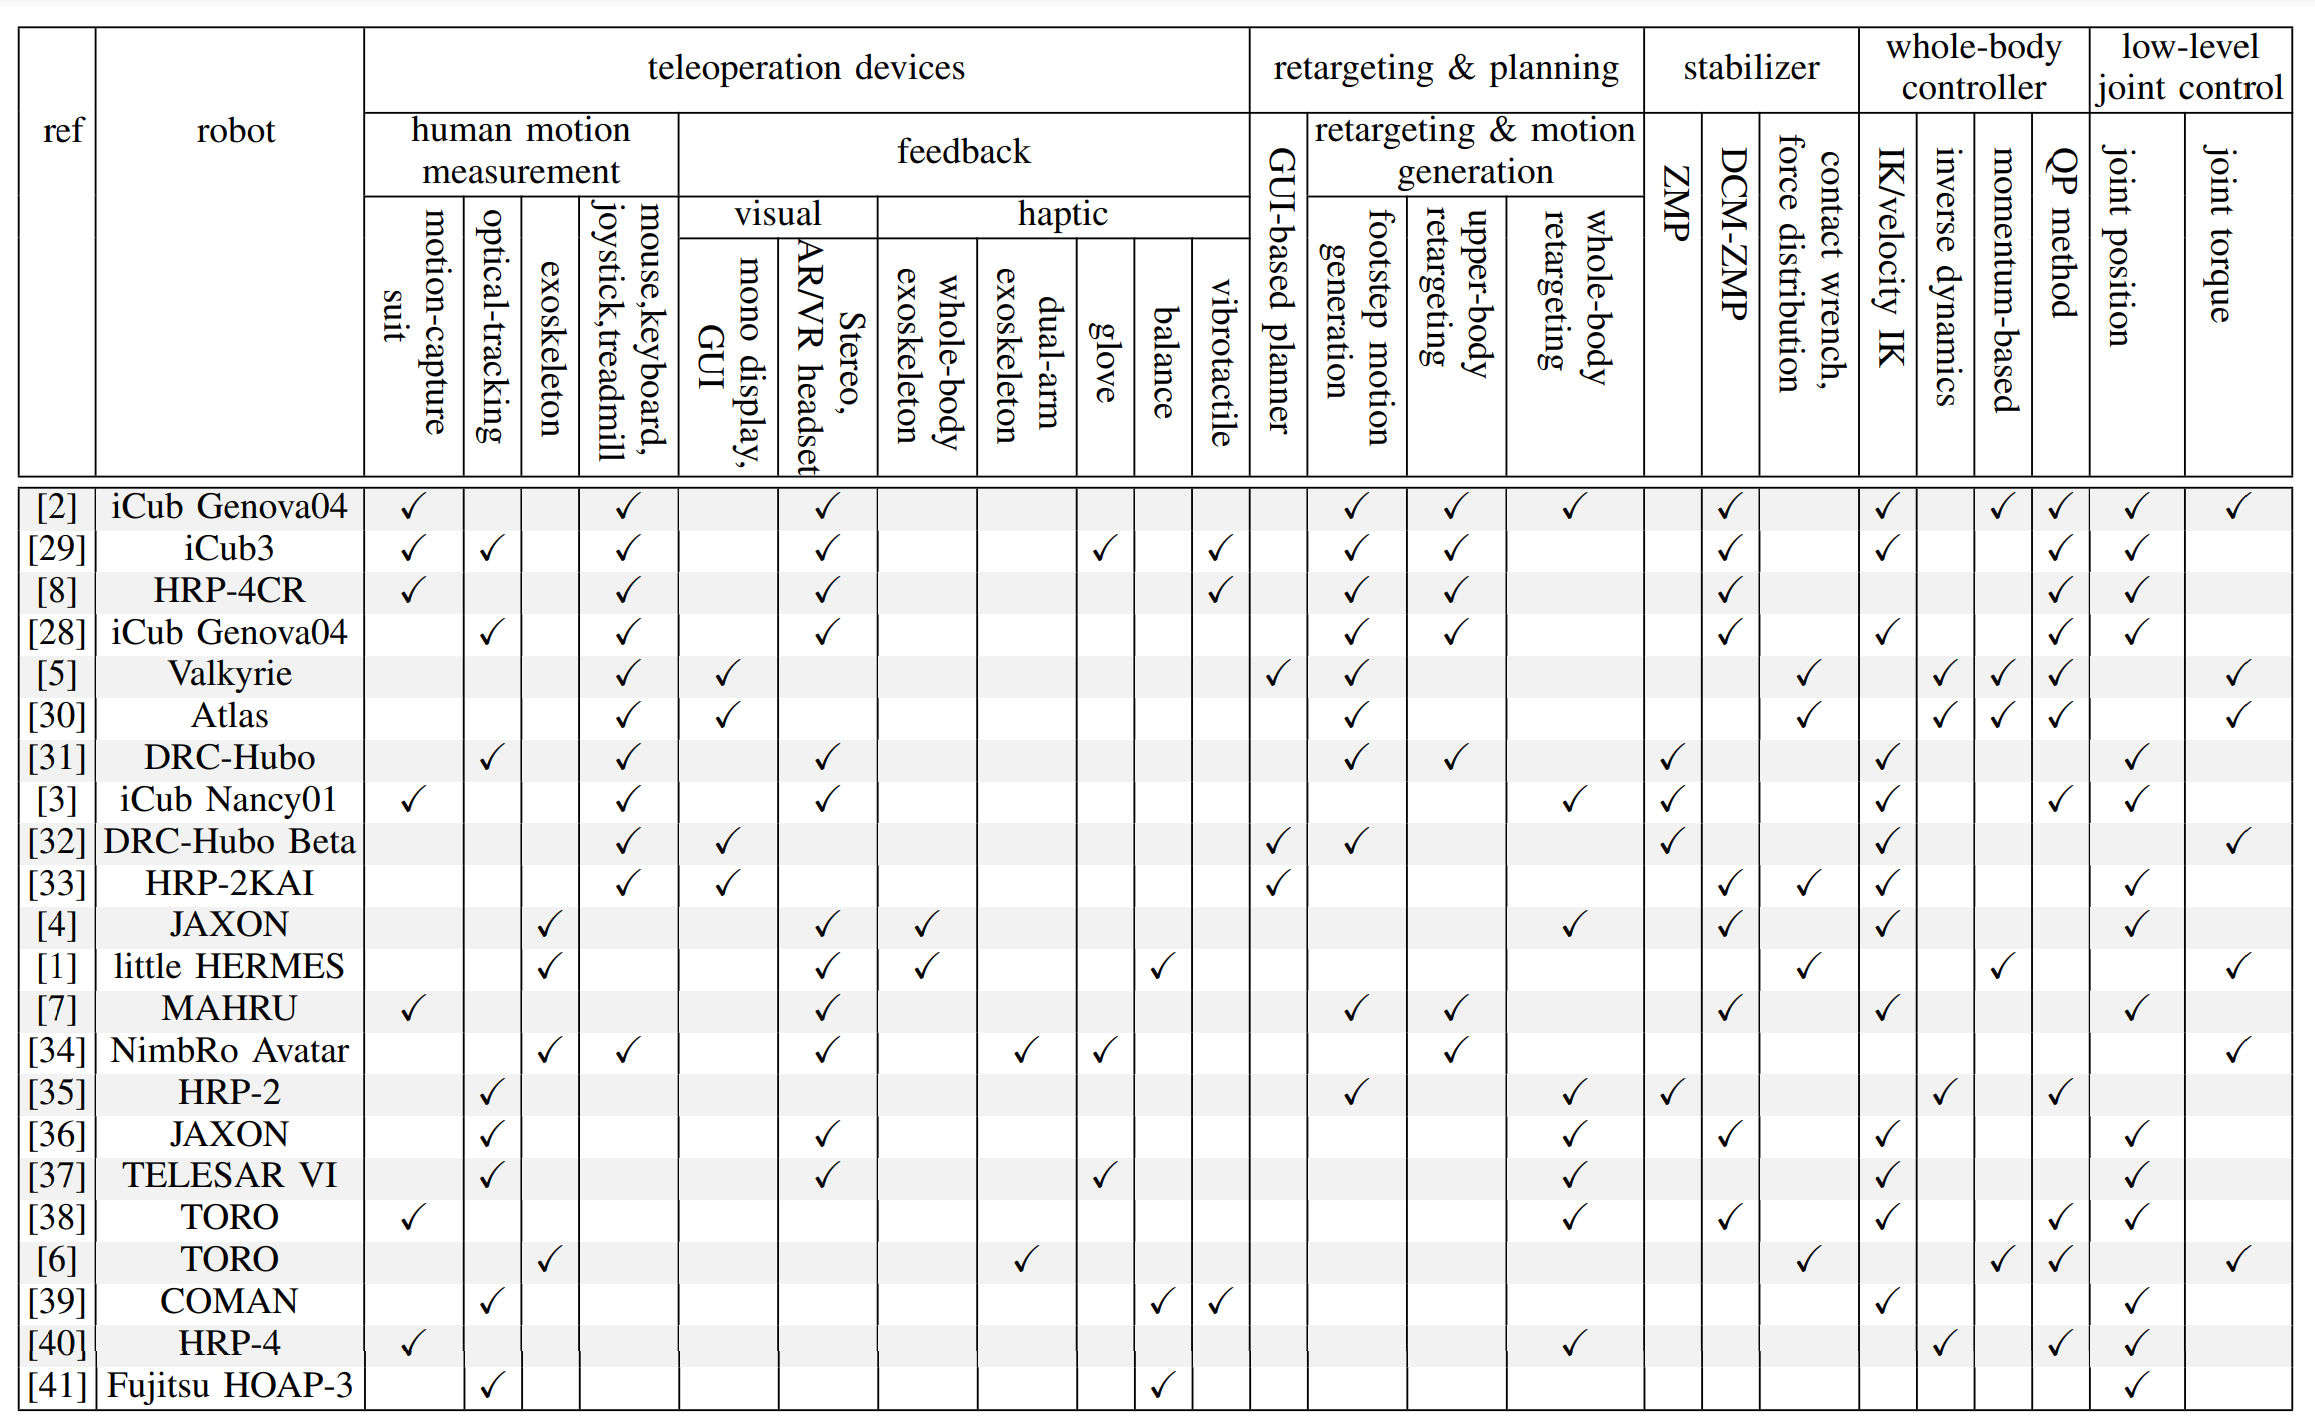 ref
robot
teleoperation devices
retargeting & planning
stabilizer
whole-body
controller
low-level
joint control
human motion
measurement
feedback
retargeting & motion
generation
visual
haptic
motion-capture
suit
optical-tracking
exoskeleton
mouse,keyboard,
joystick,treadmill
mono display,
GUI
Stereo,
AR/VR headset
whole-body
exoskeleton
dual-arm
exoskeleton
glove
balance
vibrotactile
GUI-based planner
footstep motion
generation
upper-body
retargeting
whole-body
retargeting
ZMP
DCM-ZMP
contact wrench,
force distribution
IK/velocity IK
inverse dynamics
momentum-based
QP method
joint position
joint torque
[2] iCub Genova04 ✓ ✓ ✓ ✓ ✓ ✓ ✓ ✓ ✓ ✓ ✓ ✓
[29] iCub3 ✓ ✓ ✓ ✓ ✓ ✓ ✓ ✓ ✓ ✓ ✓ ✓
[8] HRP-4CR ✓ ✓ ✓ ✓ ✓ ✓ ✓ ✓ ✓
[28] iCub Genova04 ✓ ✓ ✓ ✓ ✓ ✓ ✓ ✓ ✓
[5] Valkyrie ✓ ✓ ✓ ✓ ✓ ✓ ✓ ✓ ✓
[30] Atlas ✓ ✓ ✓ ✓ ✓ ✓ ✓ ✓
[31] DRC-Hubo ✓ ✓ ✓ ✓ ✓ ✓ ✓ ✓
[3] iCub Nancy01 ✓ ✓ ✓ ✓ ✓ ✓ ✓ ✓
[32] DRC-Hubo Beta ✓ ✓ ✓ ✓ ✓ ✓ ✓
[33] HRP-2KAI ✓ ✓ ✓ ✓ ✓ ✓ ✓
[4] JAXON ✓ ✓ ✓ ✓ ✓ ✓ ✓
[1] little HERMES ✓ ✓ ✓ ✓ ✓ ✓ ✓
[7] MAHRU ✓ ✓ ✓ ✓ ✓ ✓ ✓
[34] NimbRo Avatar ✓ ✓ ✓ ✓ ✓ ✓ ✓
[35] HRP-2 ✓ ✓ ✓ ✓ ✓ ✓
[36] JAXON ✓ ✓ ✓ ✓ ✓ ✓
[37] TELESAR VI ✓ ✓ ✓ ✓ ✓ ✓
[38] TORO ✓ ✓ ✓ ✓ ✓ ✓
[6] TORO ✓ ✓ ✓ ✓ ✓ ✓
[39] COMAN ✓ ✓ ✓ ✓ ✓
[40] HRP-4 ✓ ✓ ✓ ✓ ✓
[41] Fujitsu HOAP-3 ✓ ✓ ✓